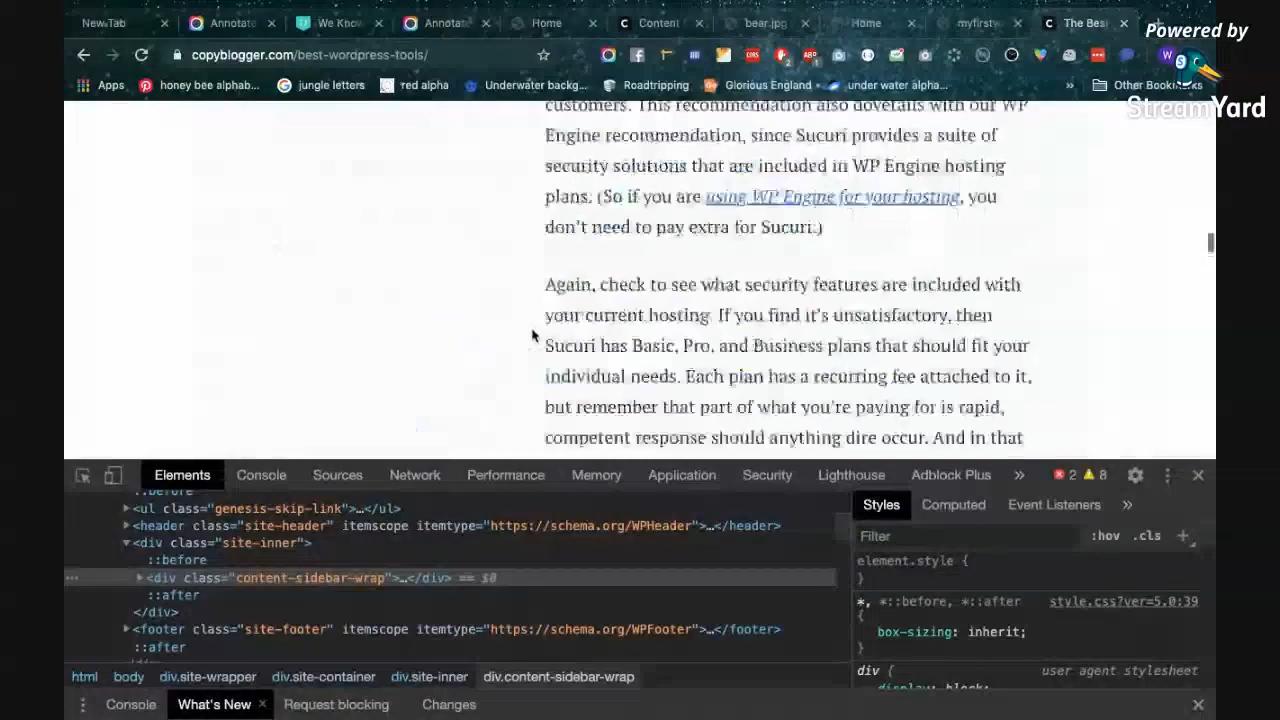 New Tab
Annotate
We Know
Annotate
Home
Content
bear.jpg
Home
myfirstw
The Best
Powered by
StreamYard
copyblogger.com/best-wordpress-tools/
Apps
honey bee alphab...
jungle letters
red alpha
Underwater backg...
Roadtripping
Glorious England
under water alpha...
»
Other Bookmarks
customers. This recommendation also dovetails with our WP
Engine recommendation, since Sucuri provides a suite of
security solutions that are included in WP Engine hosting
plans. (So if you are using WP Engine for your hosting, you
don't need to pay extra for Sucuri.)
Again, check to see what security features are included with
your current hosting. If you find it's unsatisfactory, then
Sucuri has Basic, Pro, and Business plans that should fit your
individual needs. Each plan has a recurring fee attached to it,
but remember that part of what you're paying for is rapid,
competent response should anything dire occur. And in that
Elements Console Sources Network Performance Memory Application Security Lighthouse Adblock Plus » 2 8
::before
<ul class="genesis-skip-link">…</ul>
<header class="site-header" itemscope itemtype="https://schema.org/WPHeader">…</header>
<div class="site-inner">
::before
<div class="content-sidebar-wrap">…</div> == $0
::after
</div>
<footer class="site-footer" itemscope itemtype="https://schema.org/WPFooter">…</footer>
::after
html body div.site-wrapper div.site-container div.site-inner div.content-sidebar-wrap
Styles Computed Event Listeners »
Filter :hov .cls +
element.style {
}
*, *::before, *::after style.css?ver=5.0:39
{
box-sizing: inherit;
}
div { user agent stylesheet
display: block;
Console What's New × Request blocking Changes